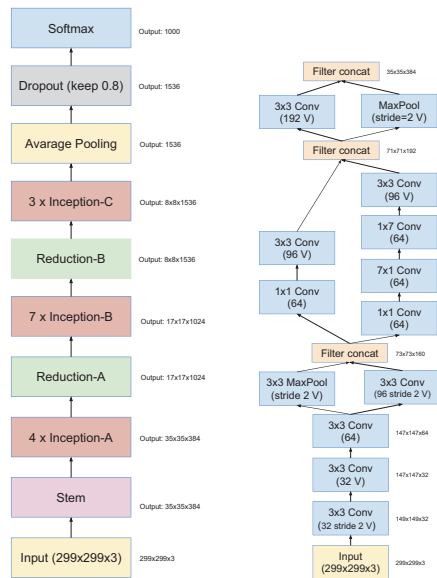 Softmax
Output: 1000
Dropout (keep 0.8)
Output: 1536
Avarage Pooling
Output: 1536
3 x Inception-C
Output: 8x8x1536
Reduction-B
Output: 8x8x1536
7 x Inception-B
Output: 17x17x1024
Reduction-A
Output: 17x17x1024
4 x Inception-A
Output: 35x35x384
Stem
Output: 35x35x384
Input (299x299x3)
299x299x3
Filter concat
35x35x384
3x3 Conv
(192 V)
MaxPool
(stride=2 V)
Filter concat
71x71x192
3x3 Conv
(96 V)
1x7 Conv
(64)
3x3 Conv
(96 V)
7x1 Conv
(64)
1x1 Conv
(64)
1x1 Conv
(64)
Filter concat
73x73x160
3x3 MaxPool
(stride 2 V)
3x3 Conv
(96 stride 2 V)
3x3 Conv
(64)
147x147x64
3x3 Conv
(32 V)
147x147x32
3x3 Conv
(32 stride 2 V)
149x149x32
Input
(299x299x3)
299x299x3